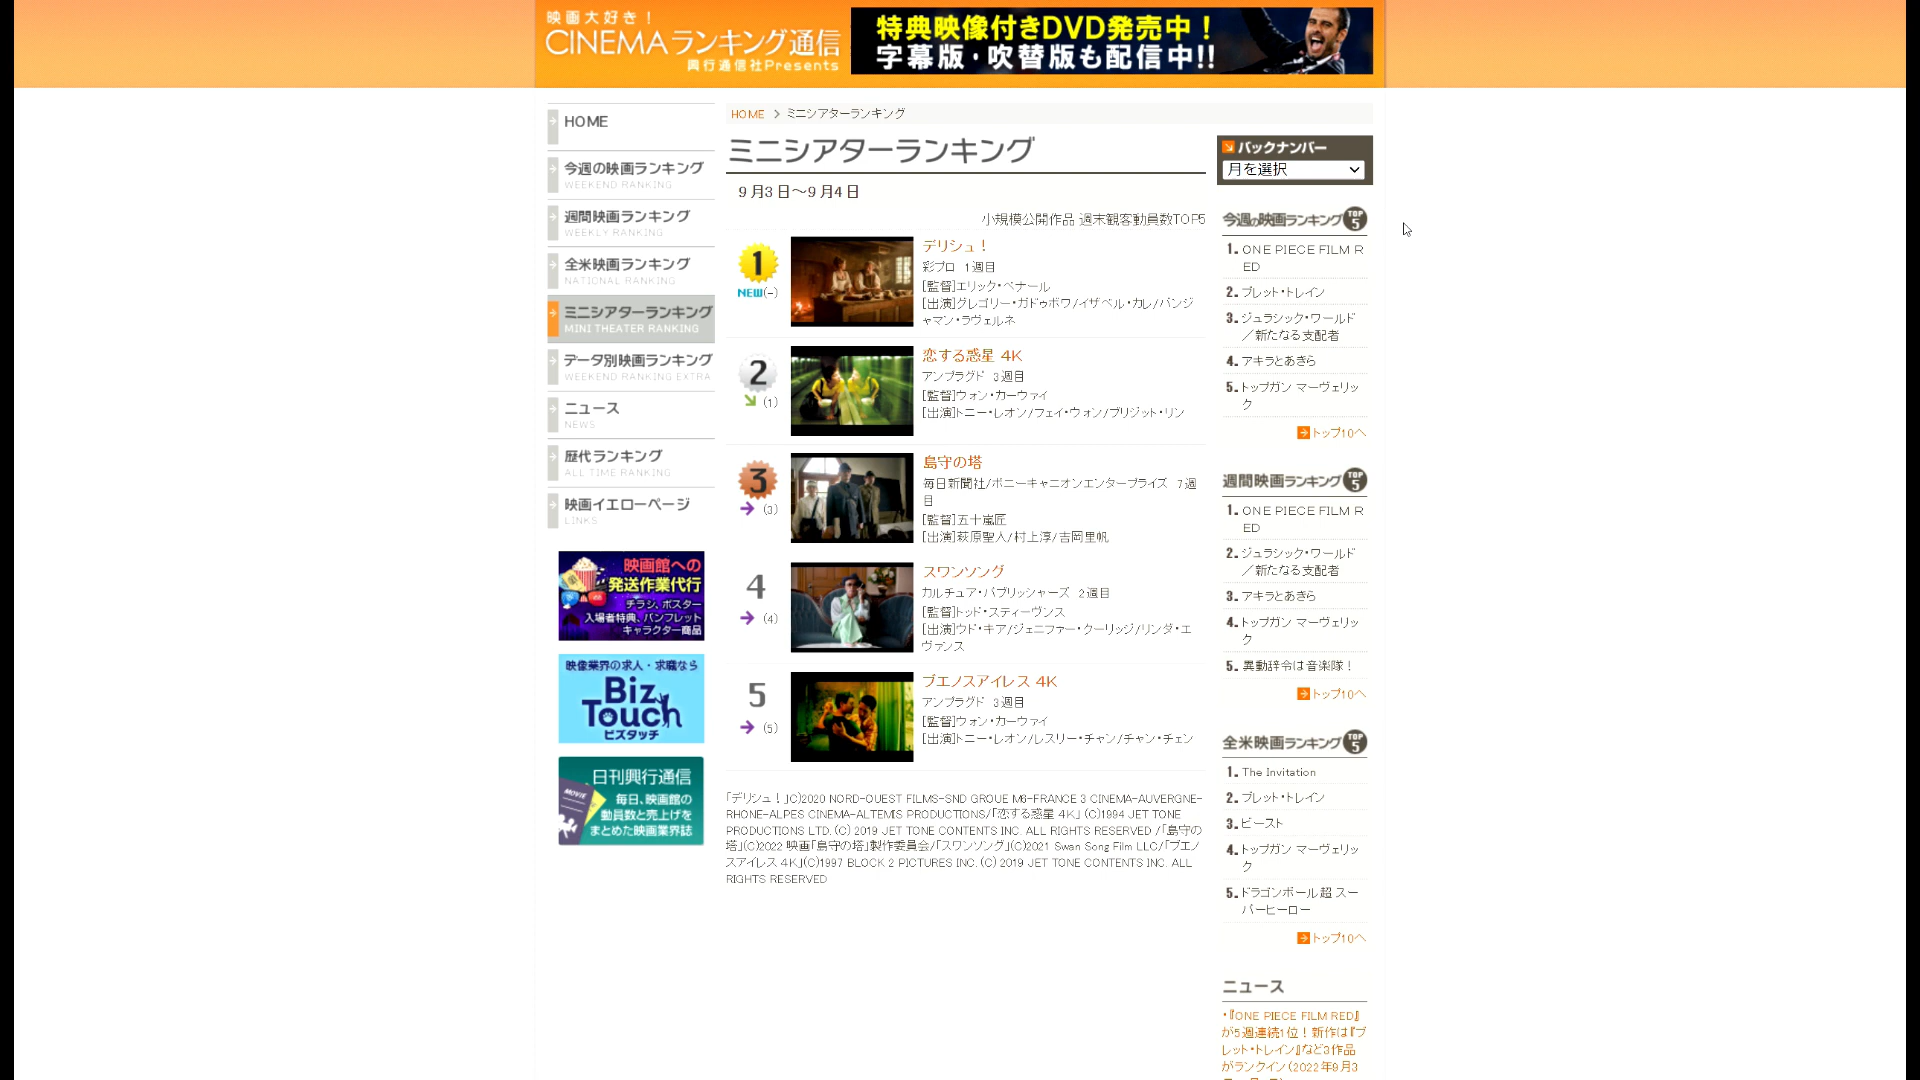 映画大好き！
CINEMAランキング通信
興行通信社Presents
特典映像付きDVD発売中！
字幕版・吹替版も配信中!!
HOME
今週の映画ランキング
WEEKEND RANKING
週間映画ランキング
WEEKLY RANKING
全米映画ランキング
NATIONAL RANKING
ミニシアターランキング
MINI THEATER RANKING
データ別映画ランキング
WEEKEND RANKING EXTRA
ニュース
NEWS
歴代ランキング
ALL TIME RANKING
映画イエローページ
LINKS
映画館への
発送作業代行
チラシ、ポスター
入場者特典、パンフレット
キャラクター商品
映像業界の求人・求職なら
Biz
Touch
ビズタッチ
日刊興行通信
MOVIE
毎日、映画館の
動員数と売上げを
まとめた映画業界誌
HOME > ミニシアターランキング
ミニシアターランキング
9月3日～9月4日
小規模公開作品 週末観客動員数TOP5
1
NEW(-)
デリシュ！
彩プロ 1週目
[監督]エリック・ベナール
[出演]グレゴリー・ガドゥボワ/イザベル・カレ/バンジ
ャマン・ラヴェルネ
2
(1)
恋する惑星 4K
アンプラグド 3週目
[監督]ウォン・カーウァイ
[出演]トニー・レオン/フェイ・ウォン/ブリジット・リン
3
(3)
島守の塔
毎日新聞社/ポニーキャニオンエンタープライズ 7週
目
[監督]五十嵐匠
[出演]萩原聖人/村上淳/吉岡里帆
4
(4)
スワンソング
カルチュア・パブリッシャーズ 2週目
[監督]トッド・スティーヴンス
[出演]ウド・キア/ジェニファー・クーリッジ/リンダ・エ
ヴァンス
5
(5)
ブエノスアイレス 4K
アンプラグド 3週目
[監督]ウォン・カーウァイ
[出演]トニー・レオン/レスリー・チャン/チャン・チェン
「デリシュ！」(C)2020 NORD-OUEST FILMS-SND GROUE M6-FRANCE 3 CINEMA-AUVERGNE-
RHONE-ALPES CINEMA-ALTEMIS PRODUCTIONS/「恋する惑星 4K」 (C)1994 JET TONE
PRODUCTIONS LTD. (C) 2019 JET TONE CONTENTS INC. ALL RIGHTS RESERVED /「島守の
塔」(C)2022 映画「島守の塔」製作委員会/「スワンソング」(C)2021 Swan Song Film LLC/「ブエノ
スアイレス 4K」(C)1997 BLOCK 2 PICTURES INC. (C) 2019 JET TONE CONTENTS INC. ALL
RIGHTS RESERVED
バックナンバー
月を選択
今週の映画ランキング TOP 5
1. ONE PIECE FILM R
ED
2. ブレット・トレイン
3. ジュラシック・ワールド
／新たなる支配者
4. アキラとあきら
5. トップガン マーヴェリッ
ク
トップ10へ
週間映画ランキング TOP 5
1. ONE PIECE FILM R
ED
2. ジュラシック・ワールド
／新たなる支配者
3. アキラとあきら
4. トップガン マーヴェリッ
ク
5. 異動辞令は音楽隊！
トップ10へ
全米映画ランキング TOP 5
1. The Invitation
2. ブレット・トレイン
3. ビースト
4. トップガン マーヴェリッ
ク
5. ドラゴンボール超 スー
パーヒーロー
トップ10へ
ニュース
・『ONE PIECE FILM RED』
が5週連続1位！新作は『ブ
レット・トレイン』など3作品
がランクイン（2022年9月3